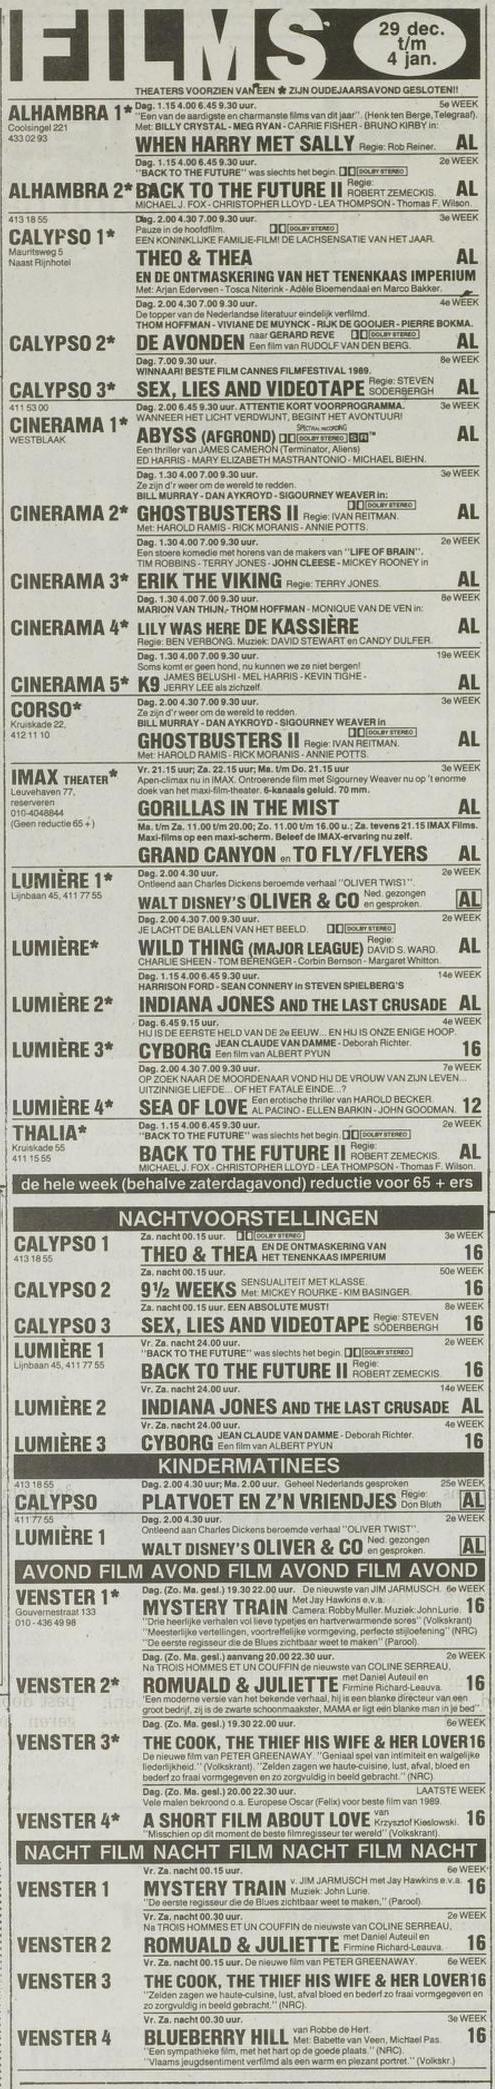 FILMS
29 dec.
t/m
4 jan.
THEATERS VOORZIEN VAN EEN ★ ZIJN OUDEJAARSAVOND GESLOTEN!!
ALHAMBRA 1* Dag. 1.15 4.00 6.45 9.30 uur. 5e WEEK
Coolsingel 221 "Een van de aardigste en charmantste films van dit jaar". (Henk ten Berge, Telegraaf).
433 02 93 Met: BILLY CRYSTAL - MEG RYAN - CARRIE FISHER - BRUNO KIRBY in:
WHEN HARRY MET SALLY Regie: Rob Reiner. AL
Dag. 1.15 4.00 6.45 9.30 uur. 2e WEEK
"BACK TO THE FUTURE" was slechts het begin. DOLBY STEREO
ALHAMBRA 2* BACK TO THE FUTURE II Regie: ROBERT ZEMECKIS. AL
MICHAEL J. FOX - CHRISTOPHER LLOYD - LEA THOMPSON - Thomas F. Wilson.
413 18 55 Dag. 2.00 4.30 7.00 9.30 uur. 3e WEEK
CALYPSO 1* Pauze in de hoofdfilm. DOLBY STEREO
Mauritsweg 5 EEN KONINKLIJKE FAMILIE-FILM! DE LACHSENSATIE VAN HET JAAR.
Naast Rijnhotel THEO & THEA AL
EN DE ONTMASKERING VAN HET TENENKAAS IMPERIUM
Met: Arjan Ederveen - Tosca Niterink - Adèle Bloemendaal en Marco Bakker.
Dag. 2.00 4.30 7.00 9.30 uur. 4e WEEK
De topper van de Nederlandse literatuur eindelijk verfilmd.
THOM HOFFMAN - VIVIANE DE MUYNCK - RIJK DE GOOIJER - PIERRE BOKMA.
CALYPSO 2* DE AVONDEN naar GERARD REVE DOLBY STEREO AL
Een film van RUDOLF VAN DEN BERG.
Dag. 7.00 9.30 uur. 8e WEEK
WINNAAR! BESTE FILM CANNES FILMFESTIVAL 1989.
CALYPSO 3* SEX, LIES AND VIDEOTAPE Regie: STEVEN SODERBERGH AL
411 53 00 Dag. 2.00 6.45 9.30 uur. ATTENTIE KORT VOORPROGRAMMA. 3e WEEK
CINERAMA 1* WANNEER HET LICHT VERDWIJNT, BEGINT HET AVONTUUR!
WESTBLAAK ABYSS (AFGROND) DOLBY STEREO SPECTRAL RECORDING SR™ AL
Een thriller van JAMES CAMERON (Terminator, Aliens)
ED HARRIS - MARY ELIZABETH MASTRANTONIO - MICHAEL BIEHN.
Dag. 1.30 4.00 7.00 9.30 uur. 3e WEEK
Ze zijn d'r weer om de wereld te redden.
BILL MURRAY - DAN AYKROYD - SIGOURNEY WEAVER in:
CINERAMA 2* GHOSTBUSTERS II DOLBY STEREO Regie: IVAN REITMAN. AL
Met: HAROLD RAMIS - RICK MORANIS - ANNIE POTTS.
Dag. 1.30 4.00 7.00 9.30 uur. 2e WEEK
Een stoere komedie met horens van de makers van "LIFE OF BRAIN".
TIM ROBBINS - TERRY JONES - JOHN CLEESE - MICKEY ROONEY in
CINERAMA 3* ERIK THE VIKING Regie: TERRY JONES. AL
Dag. 1.30 4.00 7.00 9.30 uur. 8e WEEK
MARION VAN THIJN, - THOM HOFFMAN - MONIQUE VAN DE VEN in:
CINERAMA 4* LILY WAS HERE DE KASSIÈRE AL
Regie: BEN VERBONG. Muziek: DAVID STEWART en CANDY DULFER.
Dag. 1.30 4.00 7.00 9.30 uur. 19e WEEK
Soms komt er geen hond, nu kunnen we ze niet bergen!
CINERAMA 5* K9 JAMES BELUSHI - MEL HARRIS - KEVIN TIGHE - AL
JERRY LEE als zichzelf.
CORSO* Dag. 2.00 4.30 7.00 9.30 uur. 3e WEEK
Kruiskade 22, Ze zijn d'r weer om de wereld te redden.
412 11 10 BILL MURRAY - DAN AYKROYD - SIGOURNEY WEAVER in
GHOSTBUSTERS II DOLBY STEREO Regie: IVAN REITMAN. AL
Met: HAROLD RAMIS - RICK MORANIS - ANNIE POTTS.
IMAX THEATER* Vr. 21.15 uur; Za. 22.15 uur; Ma. t/m Do. 21.15 uur 3e WEEK
Leuvehaven 77, Apen-climax nu in IMAX. Ontroerende film met Sigourney Weaver nu op 't enorme
reserveren doek van het maxi-film-theater. 6-kanaals geluid. 70 mm.
010-4048844 GORILLAS IN THE MIST AL
(Geen reductie 65 +) Ma. t/m Za. 11.00 t/m 20.00; Zo. 11.00 t/m 16.00 u.; Za. tevens 21.15 IMAX Films.
Maxi-films op een maxi-scherm. Beleef de IMAX-ervaring nu zelf.
GRAND CANYON en TO FLY/FLYERS AL
LUMIÈRE 1* Dag. 2.00 4.30 uur. 2e WEEK
Lijnbaan 45, 411 77 55 Ontleend aan Charles Dickens beroemde verhaal "OLIVER TWIST".
WALT DISNEY'S OLIVER & CO Ned. gezongen en gesproken. AL
Dag. 2.00 4.30 7.00 9.30 uur. 2e WEEK
JE LACHT DE BALLEN VAN HET BEELD. DOLBY STEREO
LUMIÈRE* WILD THING (MAJOR LEAGUE) Regie: DAVID S. WARD. AL
CHARLIE SHEEN - TOM BERENGER - Corbin Bernson - Margaret Whitton.
Dag. 1.15 4.00 6.45 9.30 uur. 14e WEEK
HARRISON FORD - SEAN CONNERY in STEVEN SPIELBERG'S
LUMIÈRE 2* INDIANA JONES AND THE LAST CRUSADE AL
Dag. 6.45 9.15 uur. 4e WEEK
HIJ IS DE EERSTE HELD VAN DE 2e EEUW... EN HIJ IS ONZE ENIGE HOOP.
LUMIÈRE 3* CYBORG JEAN CLAUDE VAN DAMME - Deborah Richter. 16
Een film van ALBERT PYUN
Dag. 2.00 4.30 7.00 9.30 uur. 7e WEEK
OP ZOEK NAAR DE MOORDENAAR VOND HIJ DE VROUW VAN ZIJN LEVEN...
UITZINNIGE LIEFDE... OF HET FATALE EINDE...?
LUMIÈRE 4* SEA OF LOVE Een erotische thriller van HAROLD BECKER. 12
AL PACINO - ELLEN BARKIN - JOHN GOODMAN.
THALIA* Dag. 1.15 4.00 6.45 9.30 uur. 2e WEEK
Kruiskade 55 "BACK TO THE FUTURE" was slechts het begin. DOLBY STEREO
411 15 55 BACK TO THE FUTURE II Regie: ROBERT ZEMECKIS. AL
MICHAEL J. FOX - CHRISTOPHER LLOYD - LEA THOMPSON - Thomas F. Wilson.
de hele week (behalve zaterdagavond) reductie voor 65 + ers
NACHTVOORSTELLINGEN
CALYPSO 1 Za. nacht 00.15 uur. DOLBY STEREO 3e WEEK
413 18 55 THEO & THEA EN DE ONTMASKERING VAN HET TENENKAAS IMPERIUM 16
Za. nacht 00.15 uur. 50e WEEK
CALYPSO 2 9½ WEEKS SENSUALITEIT MET KLASSE. 16
Met: MICKEY ROURKE - KIM BASINGER.
Za. nacht 00.15 uur. EEN ABSOLUTE MUST! 8e WEEK
CALYPSO 3 SEX, LIES AND VIDEOTAPE Regie: STEVEN SÖDERBERGH 16
LUMIÈRE 1 Vr. Za. nacht 24.00 uur. 2e WEEK
Lijnbaan 45, 411 77 55 "BACK TO THE FUTURE" was slechts het begin. DOLBY STEREO
BACK TO THE FUTURE II Regie: ROBERT ZEMECKIS. 16
Vr. Za. nacht 24.00 uur. 14e WEEK
LUMIÈRE 2 INDIANA JONES AND THE LAST CRUSADE AL
Vr. Za. nacht 24.00 uur. 4e WEEK
LUMIÈRE 3 CYBORG JEAN CLAUDE VAN DAMME - Deborah Richter. 16
Een film van ALBERT PYUN
KINDERMATINEES
413 18 55 Dag. 2.00 4.30 uur; Ma. 2.00 uur. Geheel Nederlands gesproken 25e WEEK
CALYPSO PLATVOET EN Z'N VRIENDJES Regie: Don Bluth AL
411 77 55 Dag. 2.00 4.30 uur. 2e WEEK
LUMIÈRE 1 Ontleend aan Charles Dickens beroemde verhaal "OLIVER TWIST".
WALT DISNEY'S OLIVER & CO Ned. gezongen en gesproken. AL
AVOND FILM AVOND FILM AVOND FILM AVOND
VENSTER 1* Dag. (Zo. Ma. gesl.) 19.30 22.00 uur. De nieuwste van JIM JARMUSCH. 6e WEEK
Gouvernestraat 133 MYSTERY TRAIN Met Jay Hawkins e.v.a. 16
010 - 436 49 98 Camera: Robby Muller. Muziek: John Lurie.
"Drie heerlijke verhalen vol lieve typetjes en hartverwarmende sores" (Volkskrant)
"Meesterlijke vertellingen, voortreffelijke vormgeving, perfecte stijloefening" (NRC)
"De eerste regisseur die de Blues zichtbaar weet te maken" (Parool).
Dag. (Zo. Ma. gesl.) aanvang 20.00 22.30 uur. 2e WEEK
Na TROIS HOMMES ET UN COUFFIN de nieuwste van COLINE SERREAU,
VENSTER 2* ROMUALD & JULIETTE met Daniel Auteuil en Firmine Richard-Leauva. 16
'Een moderne versie van het bekende verhaal, hij is een blanke directeur van een
groot bedrijf, zij is de zwarte schoonmaakster, MAMA er ligt een blanke man in je bed"
Dag. (Zo. Ma. gesl.) 19.30 22.00 uur. 6e WEEK
VENSTER 3* THE COOK, THE THIEF HIS WIFE & HER LOVER 16
De nieuwe film van PETER GREENAWAY. "Geniaal spel van intimiteit en walgelijke
liederlijkheid." (Volkskrant). "Zelden zagen we haute-cuisine, lust, afval, bloed en
bederf zo fraai vormgegeven en zo zorgvuldig in beeld gebracht." (NRC).
Dag. (Zo. Ma. gesl.) 20.00 22.30 uur. LAATSTE WEEK
Vele malen bekroond o.a. Europese Oscar (Felix) voor beste film van 1989.
VENSTER 4* A SHORT FILM ABOUT LOVE van Krzysztof Kieslowski. 16
"Misschien op dit moment de beste filmregisseur ter wereld" (Volkskrant).
NACHT FILM NACHT FILM NACHT FILM NACHT
Vr. Za. nacht 00.15 uur. 6e WEEK
VENSTER 1 MYSTERY TRAIN v. JIM JARMUSCH met Jay Hawkins e.v.a. 16
Muziek: John Lurie.
"De eerste regisseur die de Blues zichtbaar weet te maken," (Parool).
Vr. Za. nacht 00.30 uur. 2e WEEK
Na TROIS HOMMES ET UN COUFFIN de nieuwste van COLINE SERREAU,
VENSTER 2 ROMUALD & JULIETTE met Daniel Auteuil en Firmine Richard-Leauva. 16
Vr. Za. nacht 00.15 uur. De nieuwe film van PETER GREENAWAY. 6e WEEK
VENSTER 3 THE COOK, THE THIEF HIS WIFE & HER LOVER 16
"Zelden zagen we haute-cuisine, lust, afval bloed en bederf zo fraai vormgegeven en
zo zorgvuldig in beeld gebracht." (NRC).
Vr. Za. nacht 00.30 uur. 3e WEEK
VENSTER 4 BLUEBERRY HILL van Robbe de Hert. 16
Met: Babette van Veen, Michael Pas.
"Een sympathieke film, met het hart op de goede plaats." (NRC).
"Vlaams jeugdsentiment verfilmd als een warm en plezant portret." (Volkskr.)